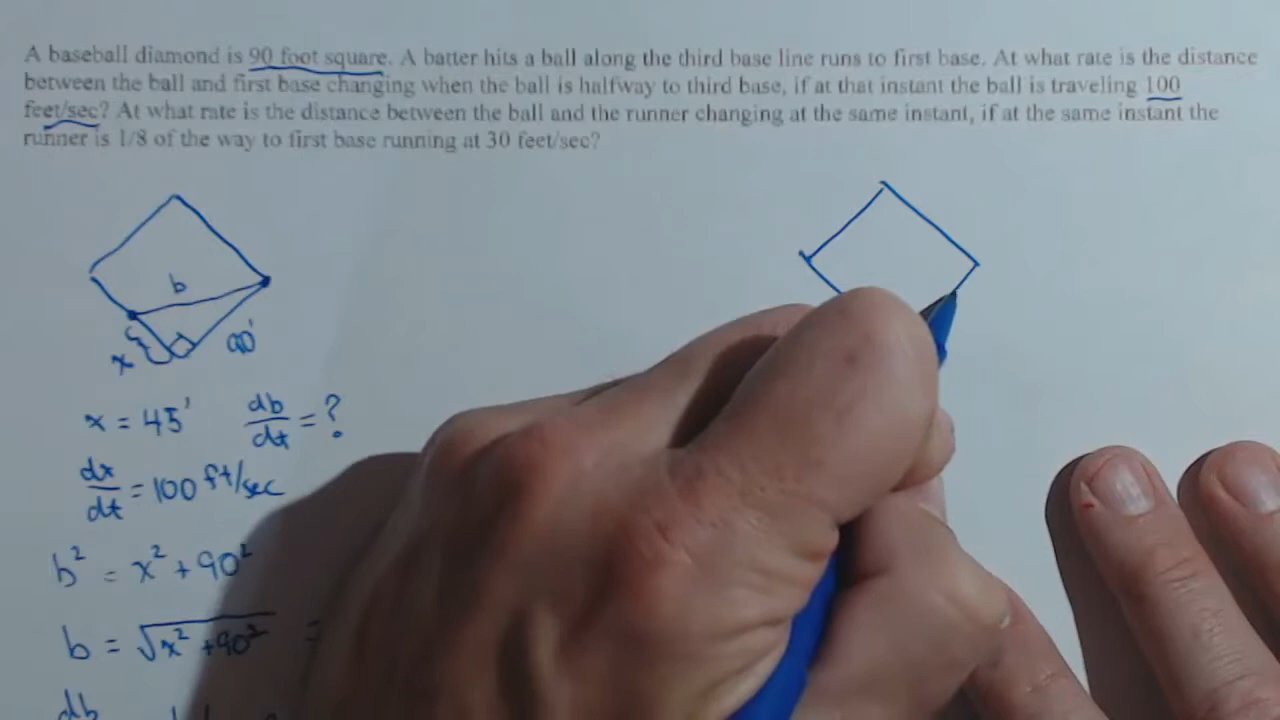 A baseball diamond is 90 foot square. A batter hits a ball along the third base line runs to first base. At what rate is the distance
between the ball and first base changing when the ball is halfway to third base, if at that instant the ball is traveling 100
feet/sec? At what rate is the distance between the ball and the runner changing at the same instant, if at the same instant the
runner is 1/8 of the way to first base running at 30 feet/sec?
b
x
90'
x = 45' db/dt = ?
dx/dt = 100 ft/sec
b² = x² + 90²
b = √x² + 90² =
db